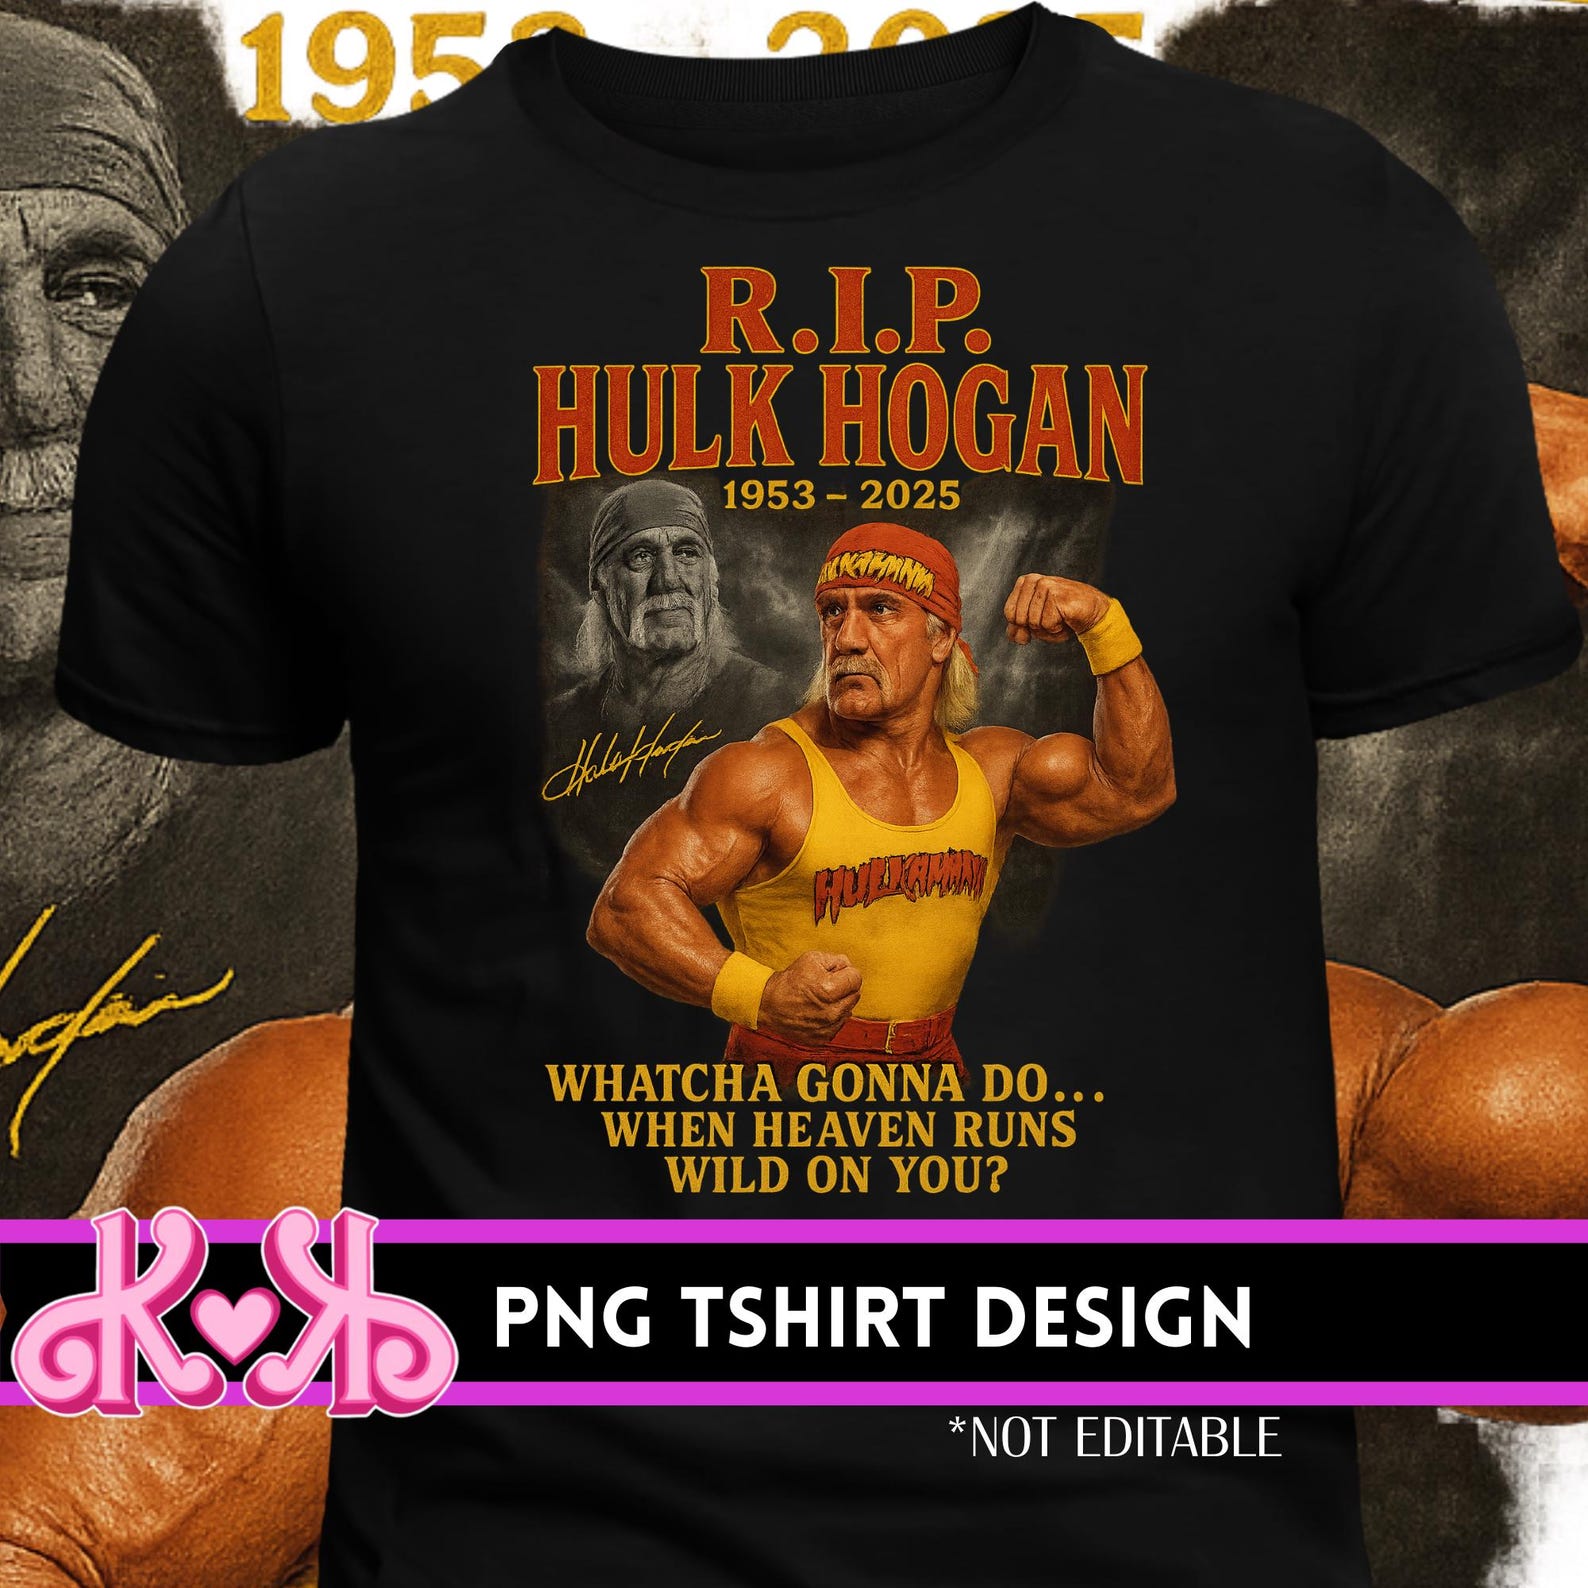 R.I.P.
HULK HOGAN
1953 – 2025
HULKAMANIA
WHATCHA GONNA DO...
WHEN HEAVEN RUNS
WILD ON YOU?
K♥K
PNG TSHIRT DESIGN
*NOT EDITABLE